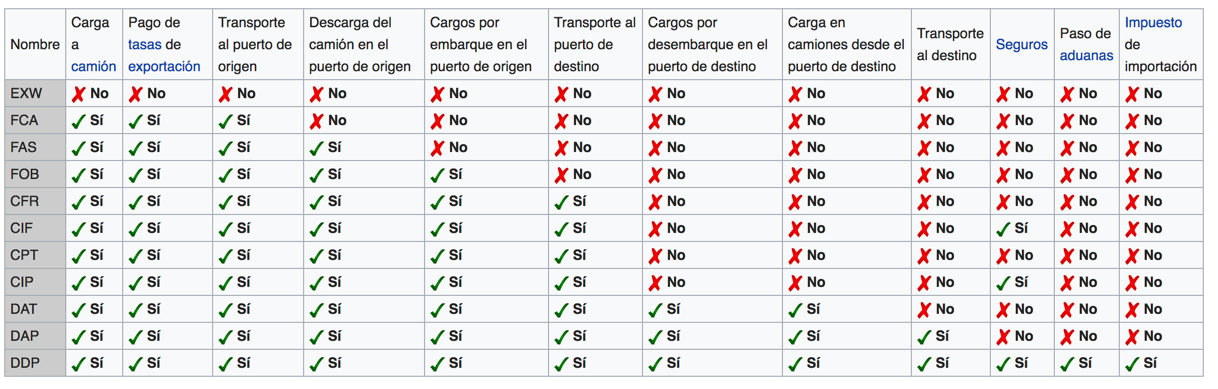 Nombre | Carga a camión | Pago de tasas de exportación | Transporte al puerto de origen | Descarga del camión en el puerto de origen | Cargos por embarque en el puerto de origen | Transporte al puerto de destino | Cargos por desembarque en el puerto de destino | Carga en camiones desde el puerto de destino | Transporte al destino | Seguros | Paso de aduanas | Impuesto de importación
EXW | ✗ No | ✗ No | ✗ No | ✗ No | ✗ No | ✗ No | ✗ No | ✗ No | ✗ No | ✗ No | ✗ No | ✗ No
FCA | ✓ Sí | ✓ Sí | ✓ Sí | ✗ No | ✗ No | ✗ No | ✗ No | ✗ No | ✗ No | ✗ No | ✗ No | ✗ No
FAS | ✓ Sí | ✓ Sí | ✓ Sí | ✓ Sí | ✗ No | ✗ No | ✗ No | ✗ No | ✗ No | ✗ No | ✗ No | ✗ No
FOB | ✓ Sí | ✓ Sí | ✓ Sí | ✓ Sí | ✓ Sí | ✗ No | ✗ No | ✗ No | ✗ No | ✗ No | ✗ No | ✗ No
CFR | ✓ Sí | ✓ Sí | ✓ Sí | ✓ Sí | ✓ Sí | ✓ Sí | ✗ No | ✗ No | ✗ No | ✗ No | ✗ No | ✗ No
CIF | ✓ Sí | ✓ Sí | ✓ Sí | ✓ Sí | ✓ Sí | ✓ Sí | ✗ No | ✗ No | ✗ No | ✓ Sí | ✗ No | ✗ No
CPT | ✓ Sí | ✓ Sí | ✓ Sí | ✓ Sí | ✓ Sí | ✓ Sí | ✗ No | ✗ No | ✗ No | ✗ No | ✗ No | ✗ No
CIP | ✓ Sí | ✓ Sí | ✓ Sí | ✓ Sí | ✓ Sí | ✓ Sí | ✗ No | ✗ No | ✗ No | ✓ Sí | ✗ No | ✗ No
DAT | ✓ Sí | ✓ Sí | ✓ Sí | ✓ Sí | ✓ Sí | ✓ Sí | ✓ Sí | ✓ Sí | ✗ No | ✗ No | ✗ No | ✗ No
DAP | ✓ Sí | ✓ Sí | ✓ Sí | ✓ Sí | ✓ Sí | ✓ Sí | ✓ Sí | ✓ Sí | ✓ Sí | ✗ No | ✗ No | ✗ No
DDP | ✓ Sí | ✓ Sí | ✓ Sí | ✓ Sí | ✓ Sí | ✓ Sí | ✓ Sí | ✓ Sí | ✓ Sí | ✓ Sí | ✓ Sí | ✓ Sí